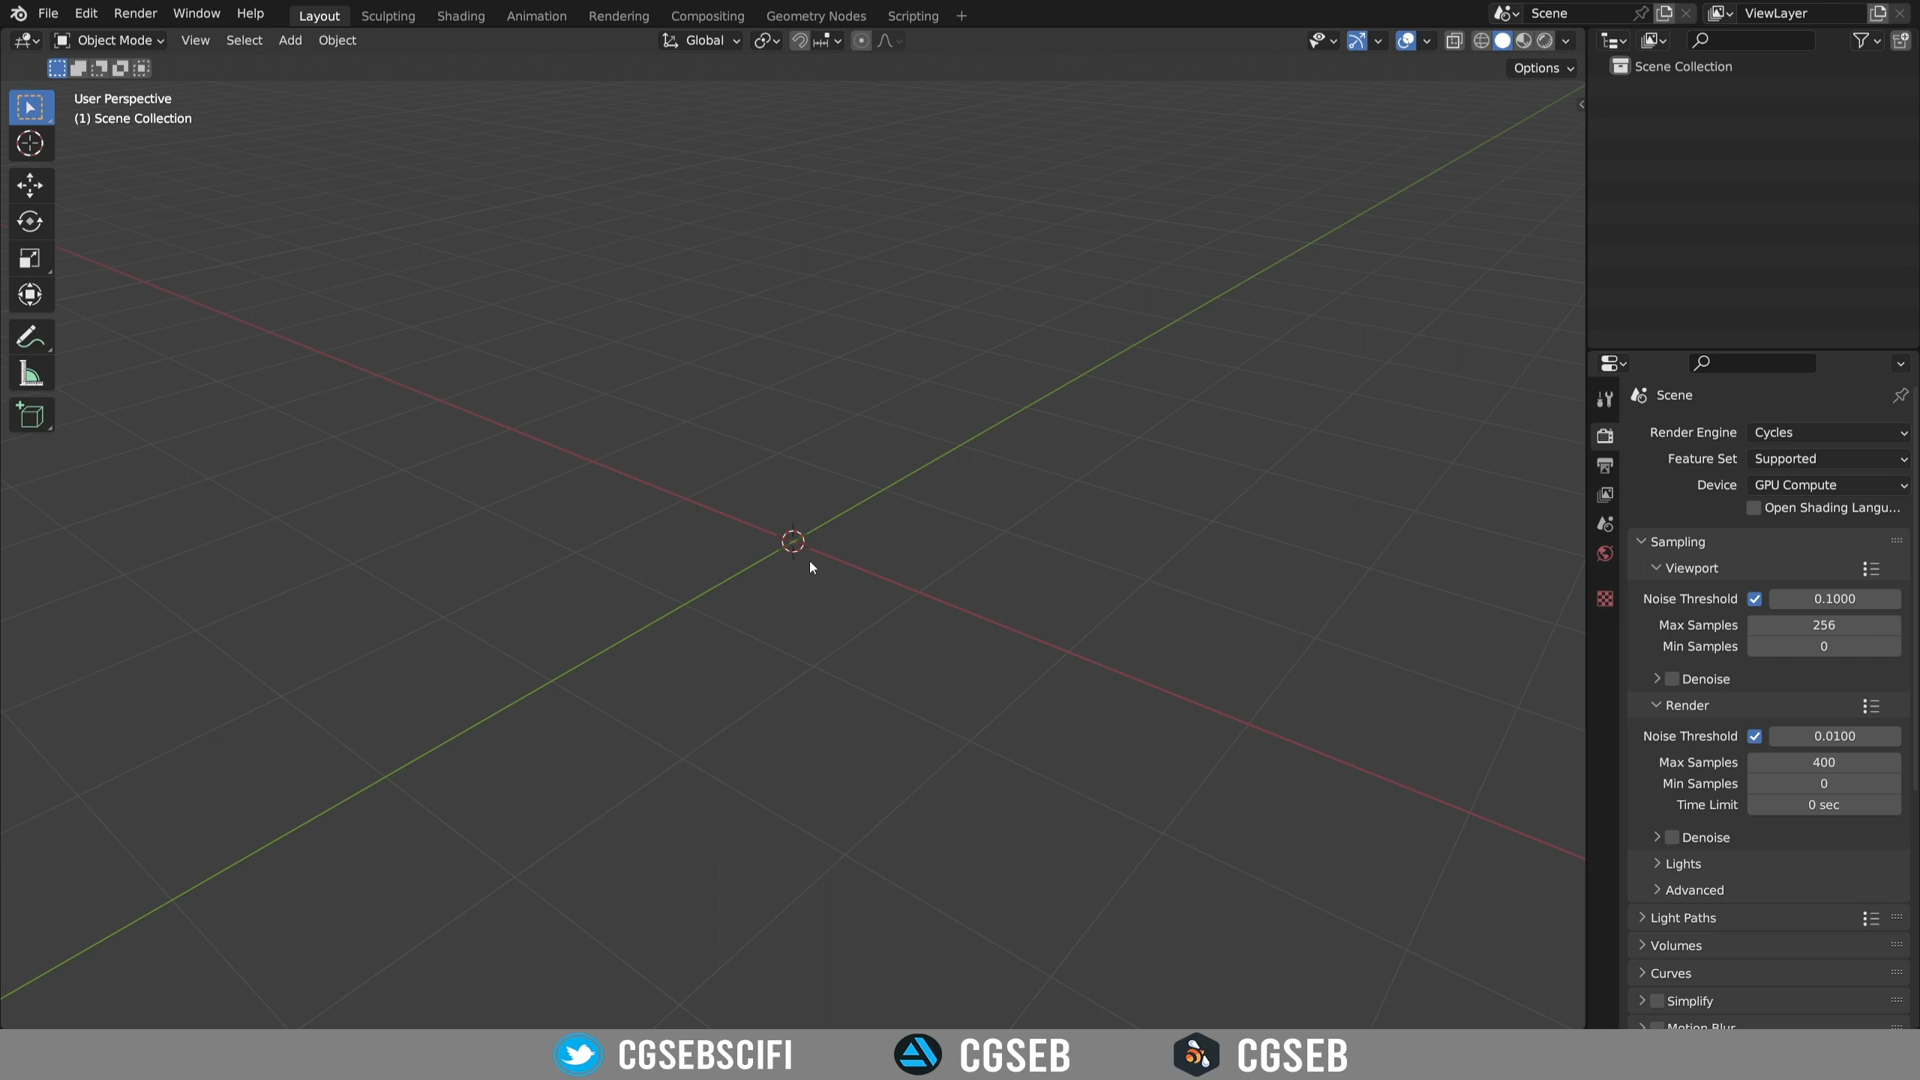 File Edit Render Window Help Layout Sculpting Shading Animation Rendering Compositing Geometry Nodes Scripting + Scene ViewLayer
Object Mode View Select Add Object Global
Options
User Perspective
(1) Scene Collection
Scene Collection
Scene
Render Engine Cycles
Feature Set Supported
Device GPU Compute
Open Shading Langu...
Sampling
Viewport
Noise Threshold 0.1000
Max Samples 256
Min Samples 0
Denoise
Render
Noise Threshold 0.0100
Max Samples 400
Min Samples 0
Time Limit 0 sec
Denoise
Lights
Advanced
Light Paths
Volumes
Curves
Simplify
Motion Blur
CGSEBSCIFI CGSEB CGSEB